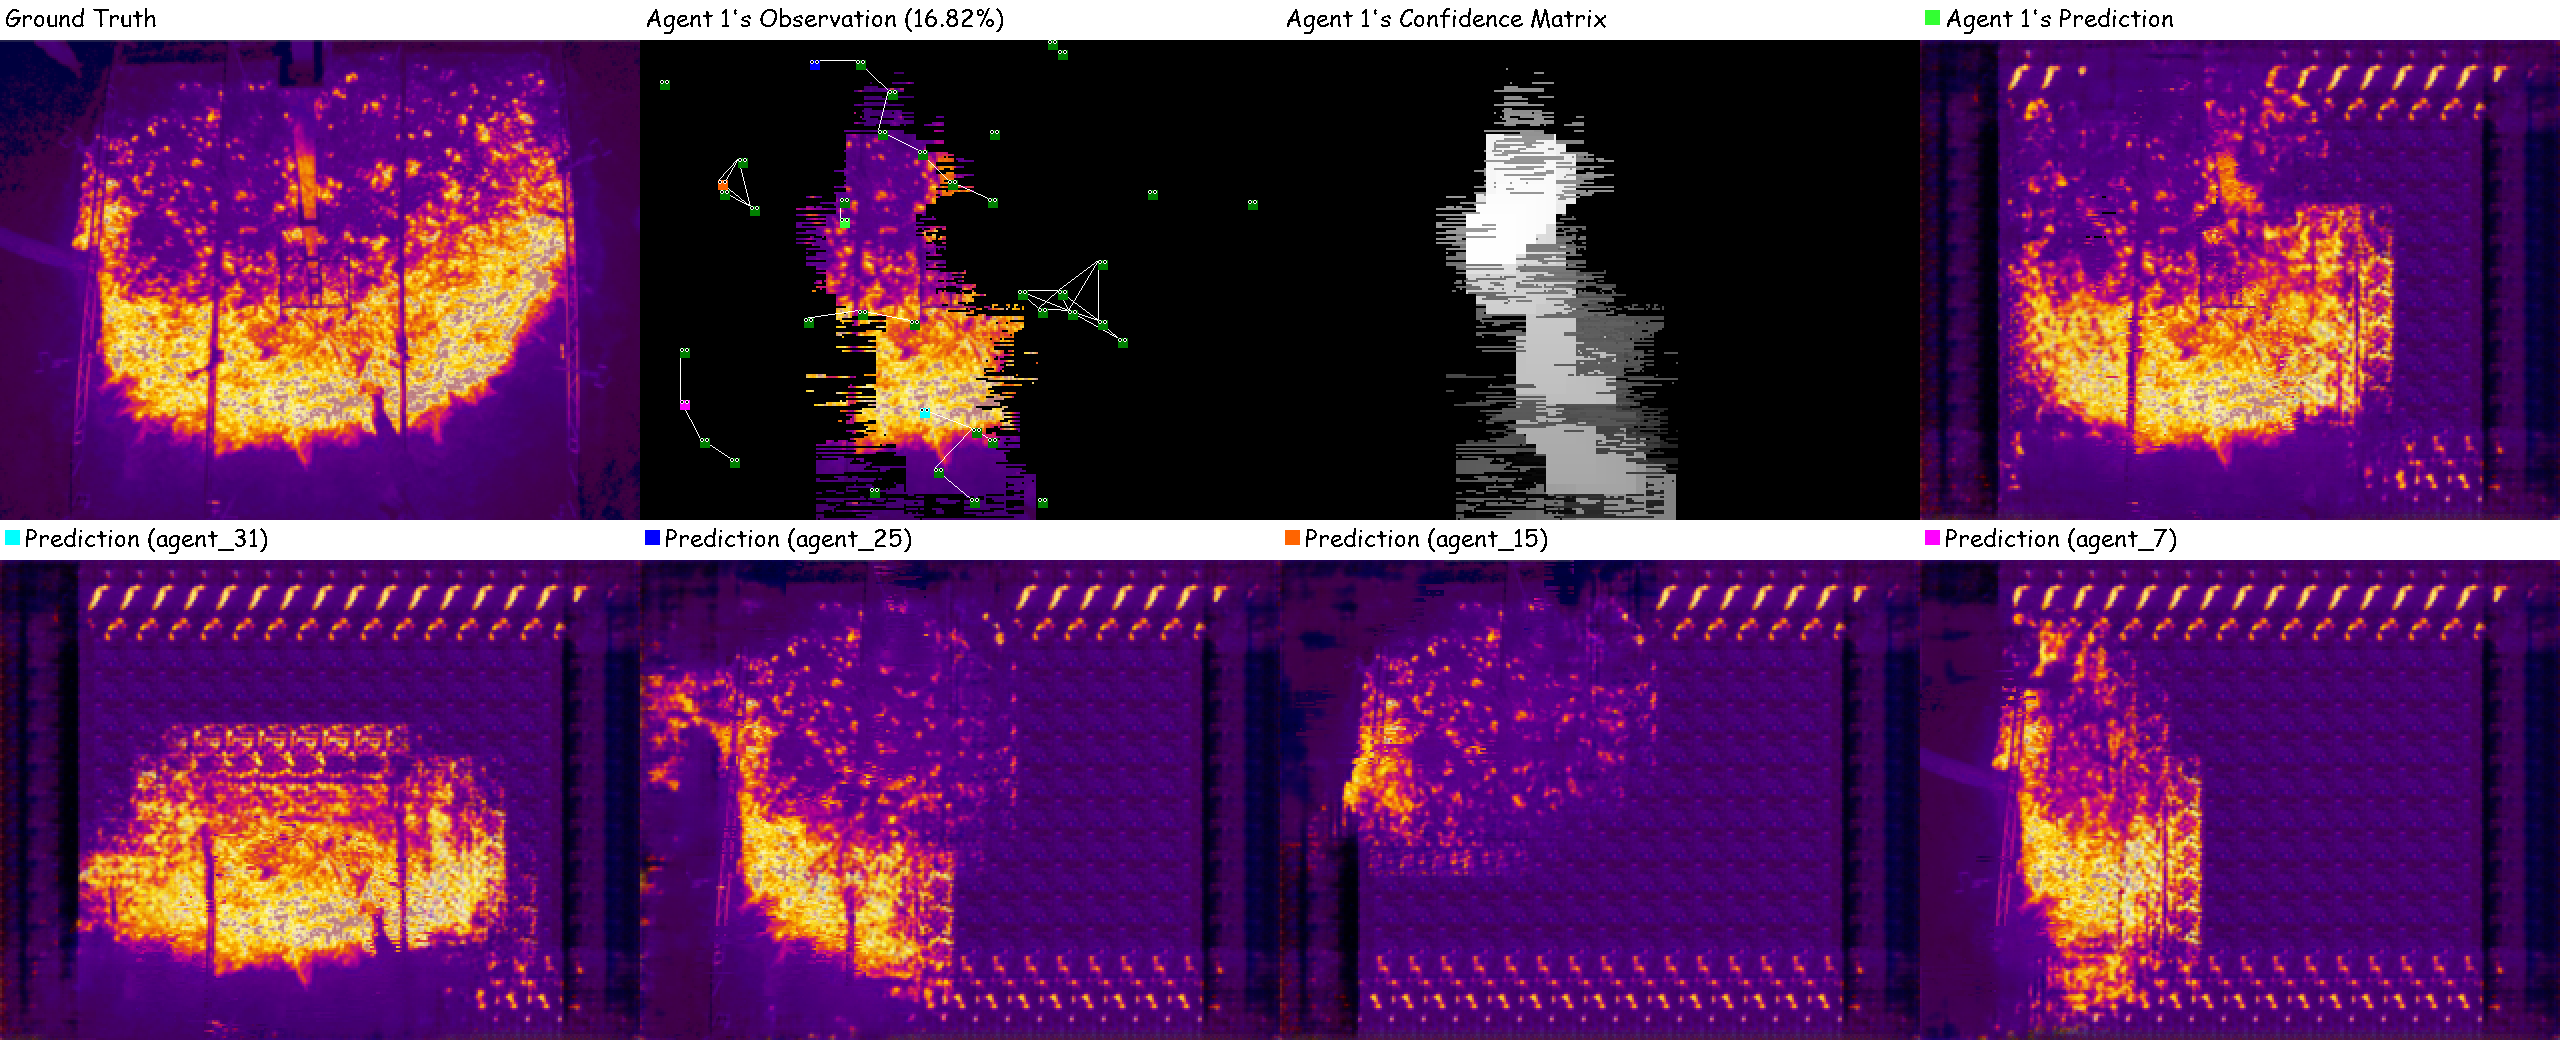 Ground Truth
Agent 1's Observation (16.82%)
Agent 1's Confidence Matrix
Agent 1's Prediction
Prediction (agent_31)
Prediction (agent_25)
Prediction (agent_15)
Prediction (agent_7)